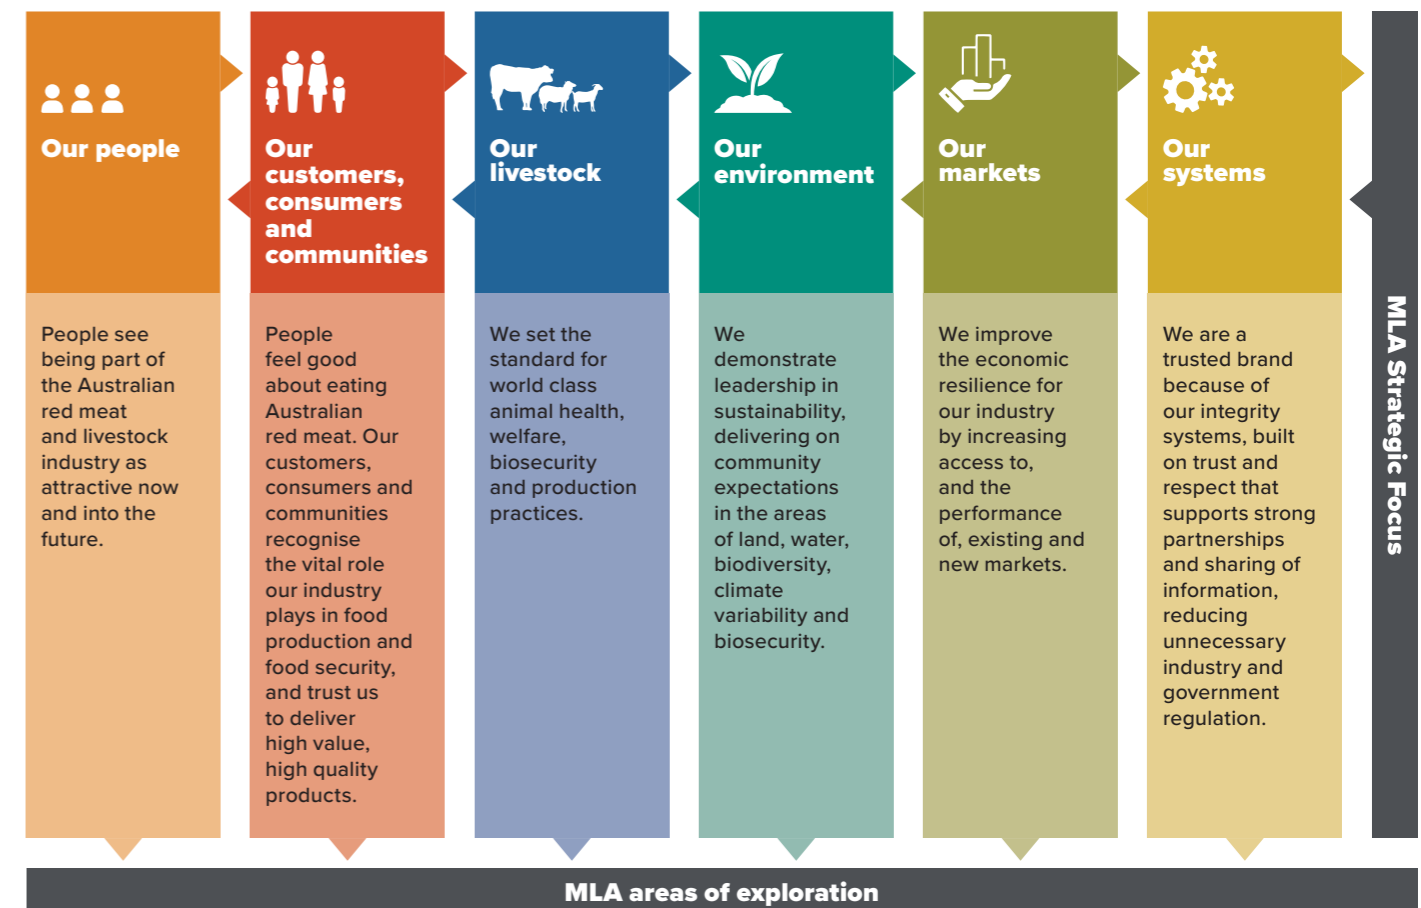 Our people
People see
being part of
the Australian
red meat
and livestock
industry as
attractive now
and into the
future.
Our
customers,
consumers
and
communities
People
feel good
about eating
Australian
red meat. Our
customers,
consumers and
communities
recognise
the vital role
our industry
plays in food
production and
food security,
and trust us
to deliver
high value,
high quality
products.
Our
livestock
We set the
standard for
world class
animal health,
welfare,
biosecurity
and production
practices.
Our
environment
We
demonstrate
leadership in
sustainability,
delivering on
community
expectations
in the areas
of land, water,
biodiversity,
climate
variability and
biosecurity.
Our
markets
We improve
the economic
resilience for
our industry
by increasing
access to,
and the
performance
of, existing and
new markets.
Our
systems
We are a
trusted brand
because of
our integrity
systems, built
on trust and
respect that
supports strong
partnerships
and sharing of
information,
reducing
unnecessary
industry and
government
regulation.
MLA Strategic Focus
MLA areas of exploration